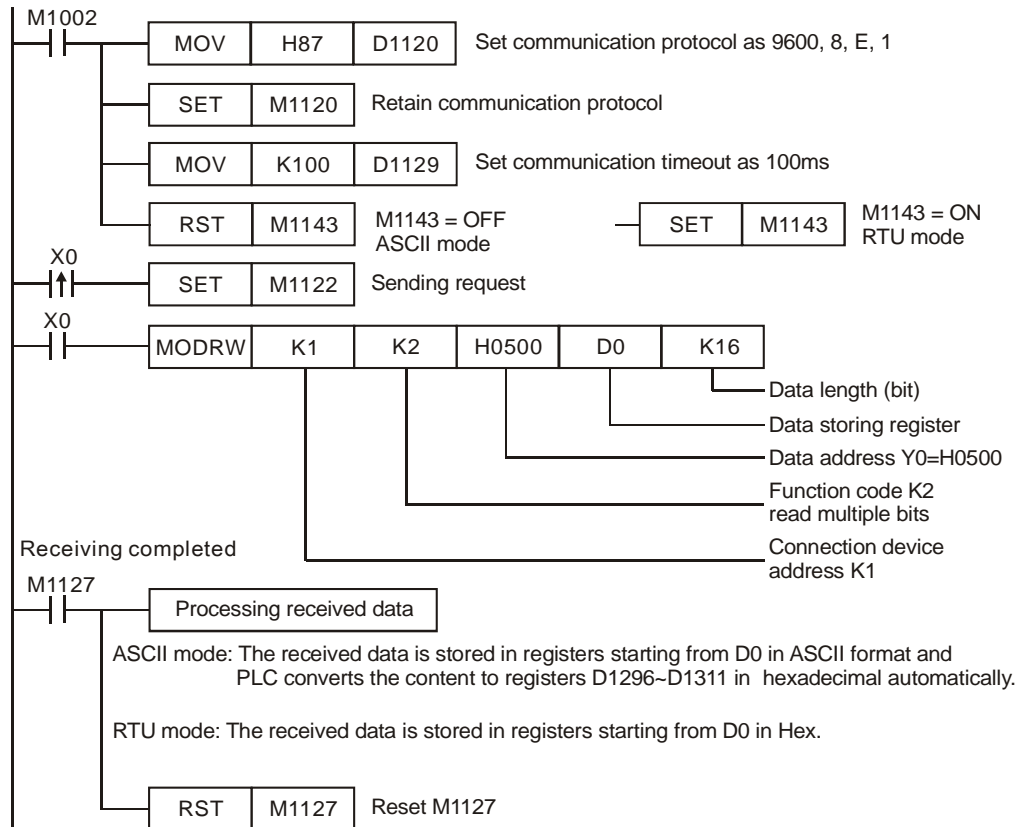 M1002
MOV H87 D1120 Set communication protocol as 9600, 8, E, 1
SET M1120 Retain communication protocol
MOV K100 D1129 Set communication timeout as 100ms
RST M1143 M1143 = OFF
ASCII mode
SET M1143 M1143 = ON
RTU mode
X0
SET M1122 Sending request
X0
MODRW K1 K2 H0500 D0 K16
Data length (bit)
Data storing register
Data address Y0=H0500
Function code K2
read multiple bits
Connection device
address K1
Receiving completed
M1127
Processing received data
ASCII mode: The received data is stored in registers starting from D0 in ASCII format and
PLC converts the content to registers D1296~D1311 in hexadecimal automatically.
RTU mode: The received data is stored in registers starting from D0 in Hex.
RST M1127 Reset M1127